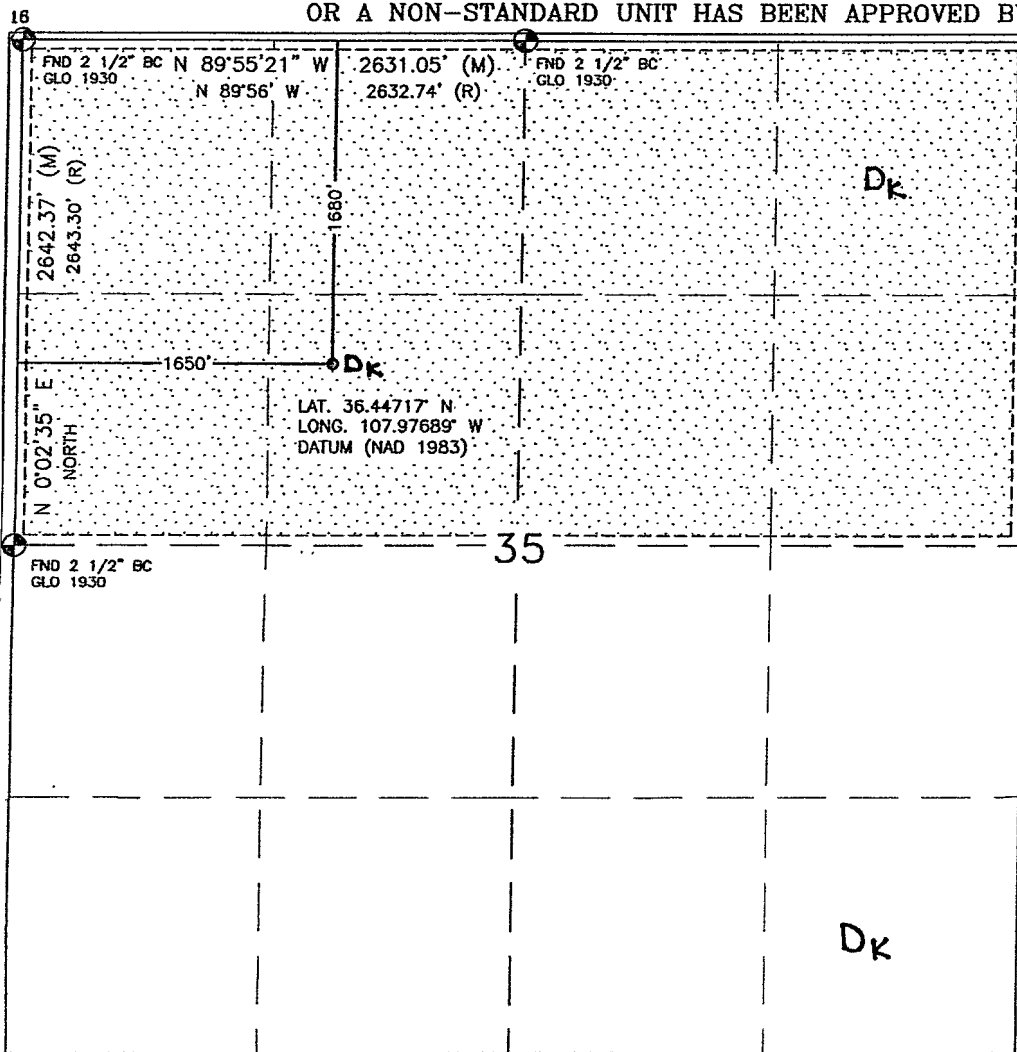 16
OR A NON-STANDARD UNIT HAS BEEN APPROVED BY
FND 2 1/2" BC
GLO 1930
N 89°55'21" W 2631.05' (M)
N 89°56' W 2632.74' (R)
FND 2 1/2" BC
GLO 1930
2642.37' (M)
2643.30' (R)
1680'
DK
1650'
DK
LAT. 36.44717° N
LONG. 107.97689° W
DATUM (NAD 1983)
N 0°02'35" E
NORTH
35
FND 2 1/2" BC
GLO 1930
DK